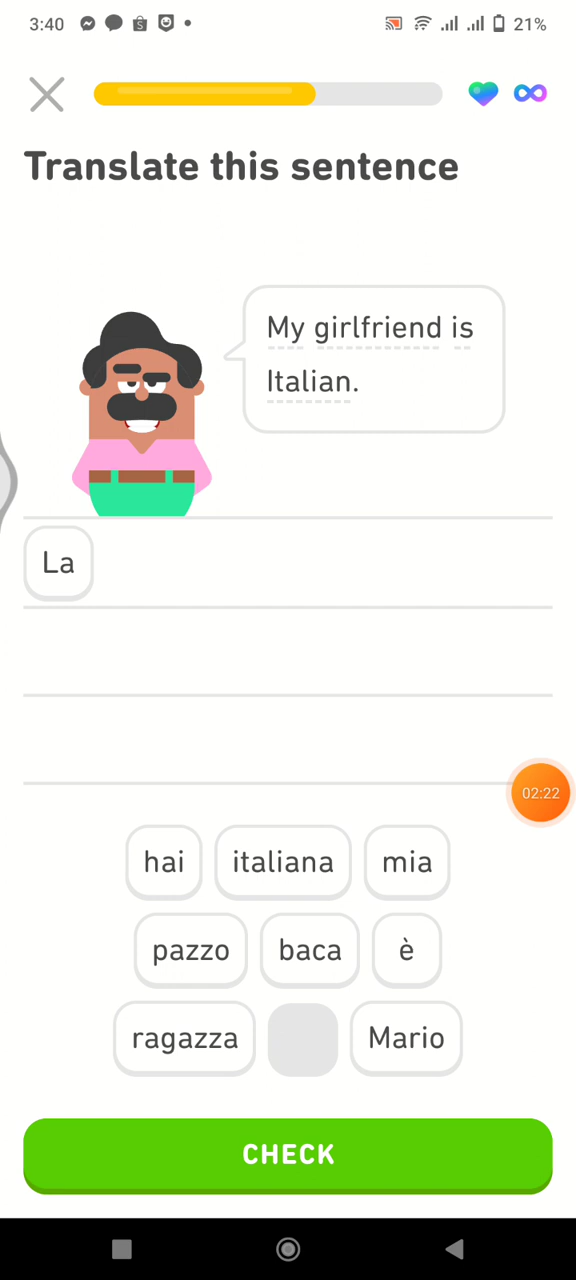 3:40 21%
Translate this sentence
My girlfriend is
Italian.
La
02:22
hai italiana mia
pazzo baca è
ragazza Mario
CHECK